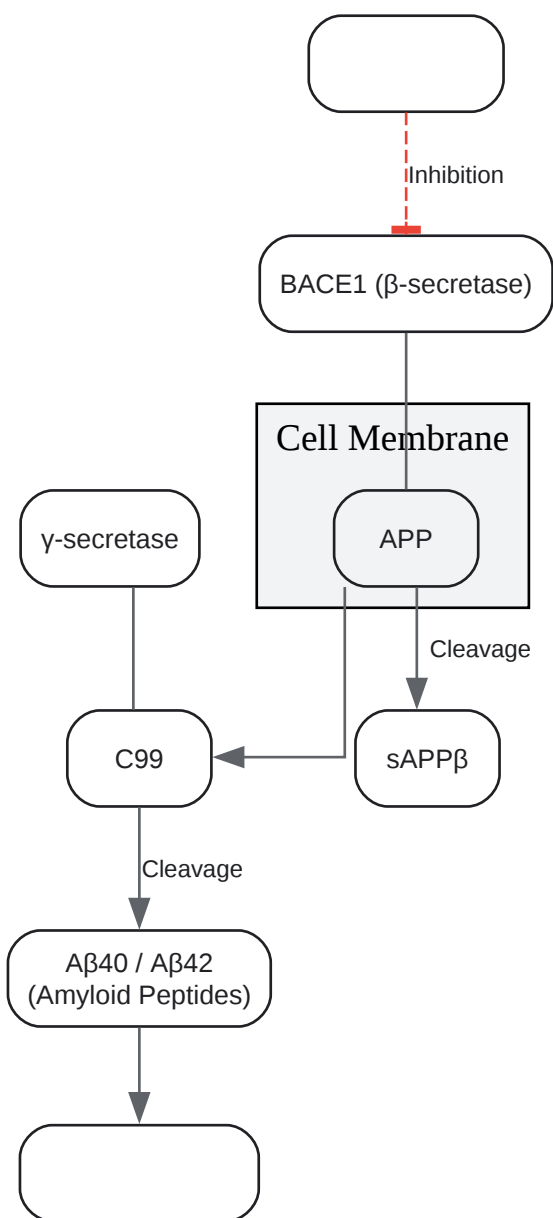 Inhibition
BACE1 (β-secretase)
Cell Membrane
γ-secretase
APP
Cleavage
C99
sAPPβ
Cleavage
Aβ40 / Aβ42
(Amyloid Peptides)